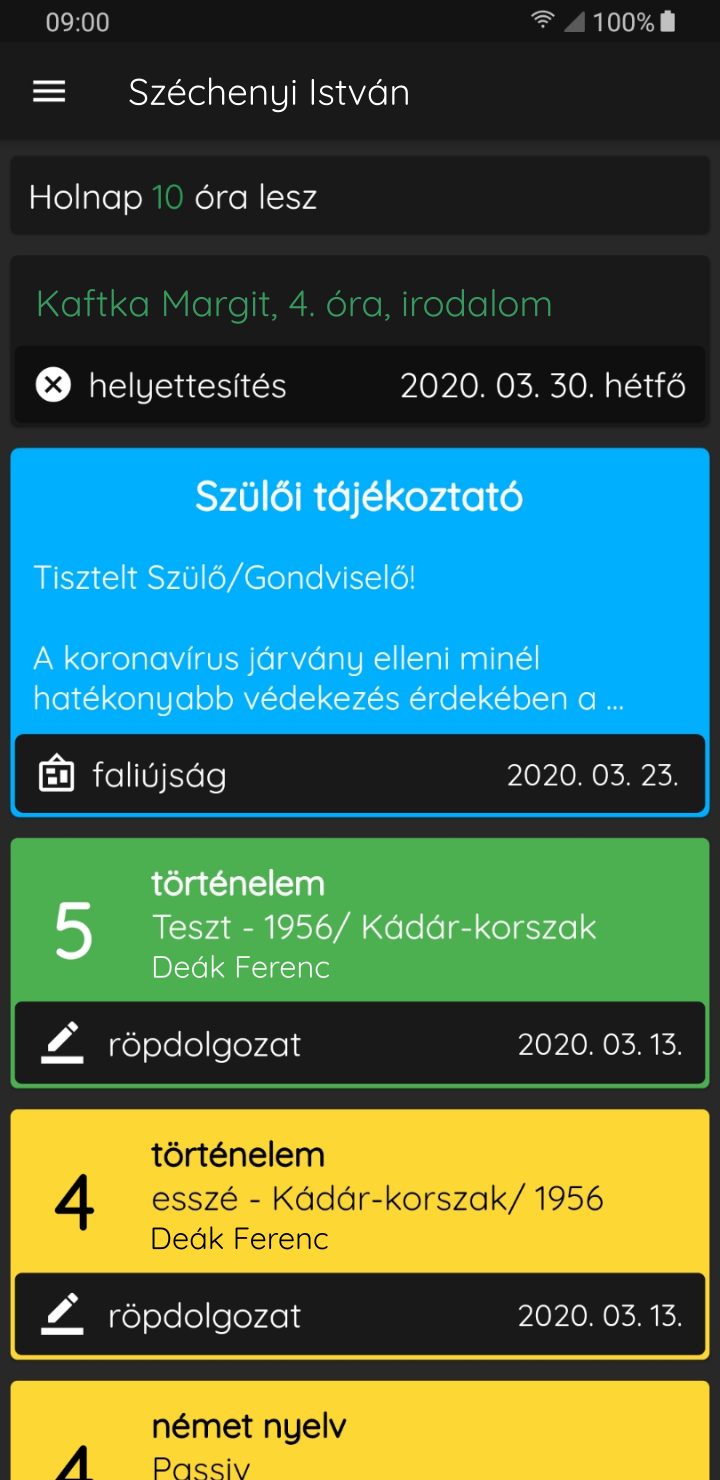 09:00 100%
Széchenyi István
Holnap 10 óra lesz
Kaftka Margit, 4. óra, irodalom
helyettesítés 2020. 03. 30. hétfő
Szülői tájékoztató
Tisztelt Szülő/Gondviselő!
A koronavírus járvány elleni minél
hatékonyabb védekezés érdekében a ...
faliújság 2020. 03. 23.
5
történelem
Teszt - 1956/ Kádár-korszak
Deák Ferenc
röpdolgozat 2020. 03. 13.
4
történelem
esszé - Kádár-korszak/ 1956
Deák Ferenc
röpdolgozat 2020. 03. 13.
4
német nyelv
Passiv